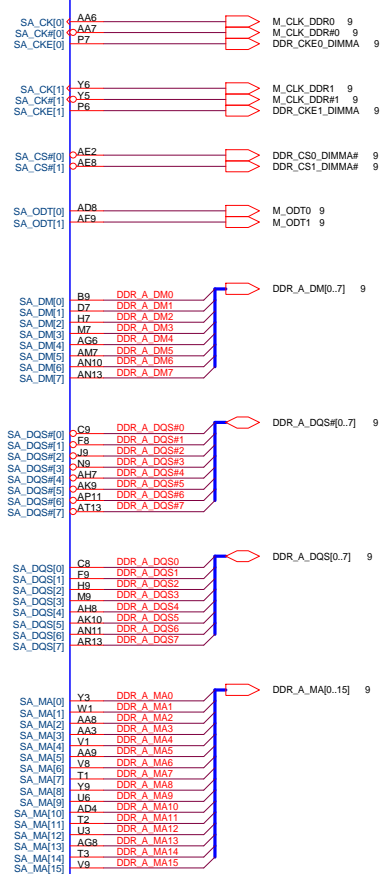 SA_CK[0] AA6 M_CLK_DDR0 9
SA_CK#[0] AA7 M_CLK_DDR#0 9
SA_CKE[0] P7 DDR_CKE0_DIMMA 9
SA_CK[1] Y6 M_CLK_DDR1 9
SA_CK#[1] Y5 M_CLK_DDR#1 9
SA_CKE[1] P6 DDR_CKE1_DIMMA 9
SA_CS#[0] AE2 DDR_CS0_DIMMA# 9
SA_CS#[1] AE8 DDR_CS1_DIMMA# 9
SA_ODT[0] AD8 M_ODT0 9
SA_ODT[1] AF9 M_ODT1 9
DDR_A_DM[0..7] 9
SA_DM[0] B9 DDR_A_DM0
SA_DM[1] D7 DDR_A_DM1
SA_DM[2] H7 DDR_A_DM2
SA_DM[3] M7 DDR_A_DM3
SA_DM[4] AG6 DDR_A_DM4
SA_DM[5] AM7 DDR_A_DM5
SA_DM[6] AN10 DDR_A_DM6
SA_DM[7] AN13 DDR_A_DM7
DDR_A_DQS#[0..7] 9
SA_DQS#[0] C9 DDR_A_DQS#0
SA_DQS#[1] F8 DDR_A_DQS#1
SA_DQS#[2] J9 DDR_A_DQS#2
SA_DQS#[3] N9 DDR_A_DQS#3
SA_DQS#[4] AH7 DDR_A_DQS#4
SA_DQS#[5] AK9 DDR_A_DQS#5
SA_DQS#[6] AP11 DDR_A_DQS#6
SA_DQS#[7] AT13 DDR_A_DQS#7
DDR_A_DQS[0..7] 9
SA_DQS[0] C8 DDR_A_DQS0
SA_DQS[1] F9 DDR_A_DQS1
SA_DQS[2] H9 DDR_A_DQS2
SA_DQS[3] M9 DDR_A_DQS3
SA_DQS[4] AH8 DDR_A_DQS4
SA_DQS[5] AK10 DDR_A_DQS5
SA_DQS[6] AN11 DDR_A_DQS6
SA_DQS[7] AR13 DDR_A_DQS7
DDR_A_MA[0..15] 9
SA_MA[0] Y3 DDR_A_MA0
SA_MA[1] W1 DDR_A_MA1
SA_MA[2] AA8 DDR_A_MA2
SA_MA[3] AA3 DDR_A_MA3
SA_MA[4] V1 DDR_A_MA4
SA_MA[5] AA9 DDR_A_MA5
SA_MA[6] V8 DDR_A_MA6
SA_MA[7] T1 DDR_A_MA7
SA_MA[8] Y9 DDR_A_MA8
SA_MA[9] U6 DDR_A_MA9
SA_MA[10] AD4 DDR_A_MA10
SA_MA[11] T2 DDR_A_MA11
SA_MA[12] U3 DDR_A_MA12
SA_MA[13] AG8 DDR_A_MA13
SA_MA[14] T3 DDR_A_MA14
SA_MA[15] V9 DDR_A_MA15